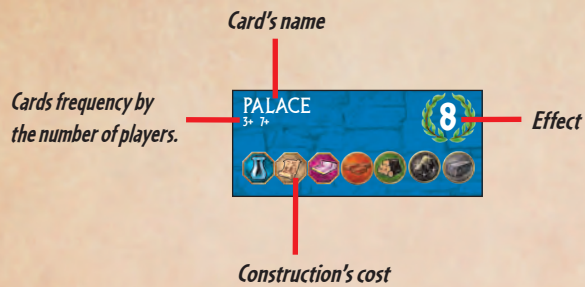 Card's name
Cards frequency by
the number of players.
PALACE
3+ 7+
8
Effect
Construction's cost